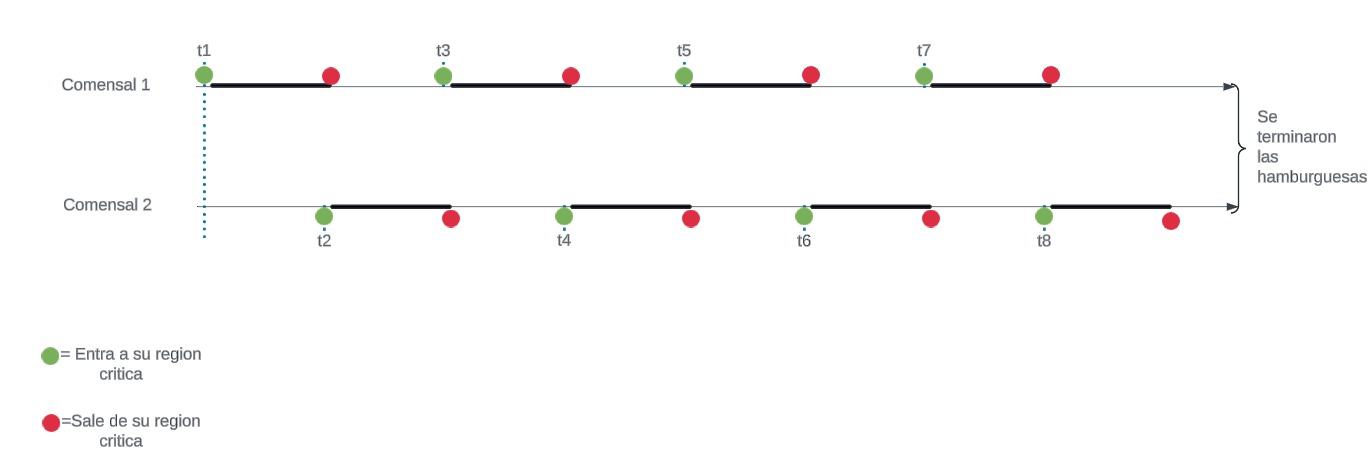 t1 t3 t5 t7
Comensal 1
Se
terminaron
las
hamburguesas
Comensal 2
t2 t4 t6 t8
= Entra a su region
critica
=Sale de su region
critica